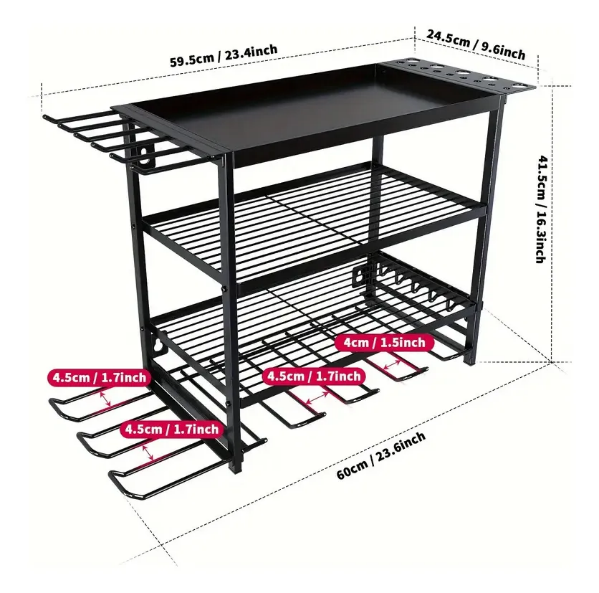 59.5cm / 23.4inch
24.5cm / 9.6inch
41.5cm / 16.3inch
4cm / 1.5inch
4.5cm / 1.7inch
4.5cm / 1.7inch
4.5cm / 1.7inch
60cm / 23.6inch